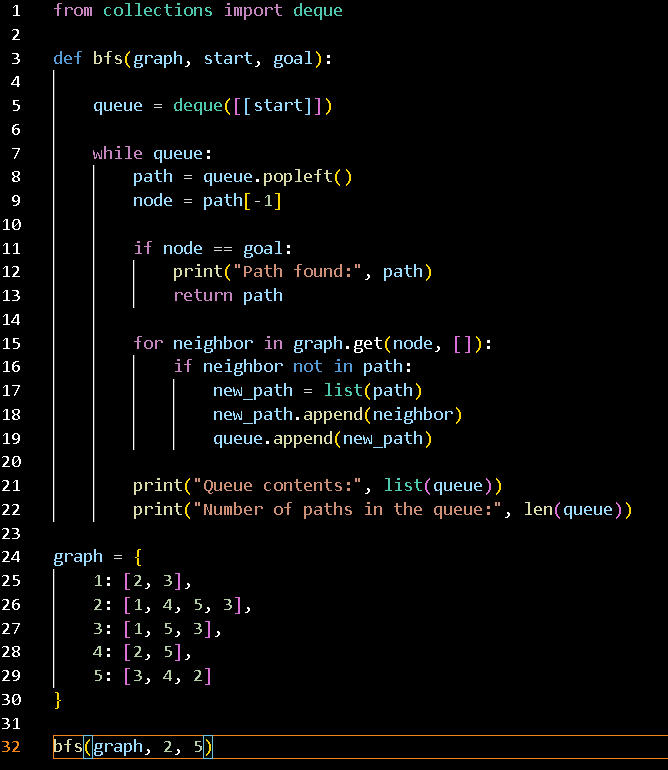 1 from collections import deque
2
3 def bfs(graph, start, goal):
4
5     queue = deque([[start]])
6
7     while queue:
8         path = queue.popleft()
9         node = path[-1]
10
11         if node == goal:
12             print("Path found:", path)
13             return path
14
15         for neighbor in graph.get(node, []):
16             if neighbor not in path:
17                 new_path = list(path)
18                 new_path.append(neighbor)
19                 queue.append(new_path)
20
21         print("Queue contents:", list(queue))
22         print("Number of paths in the queue:", len(queue))
23
24 graph = {
25     1: [2, 3],
26     2: [1, 4, 5, 3],
27     3: [1, 5, 3],
28     4: [2, 5],
29     5: [3, 4, 2]
30 }
31
32 bfs(graph, 2, 5)